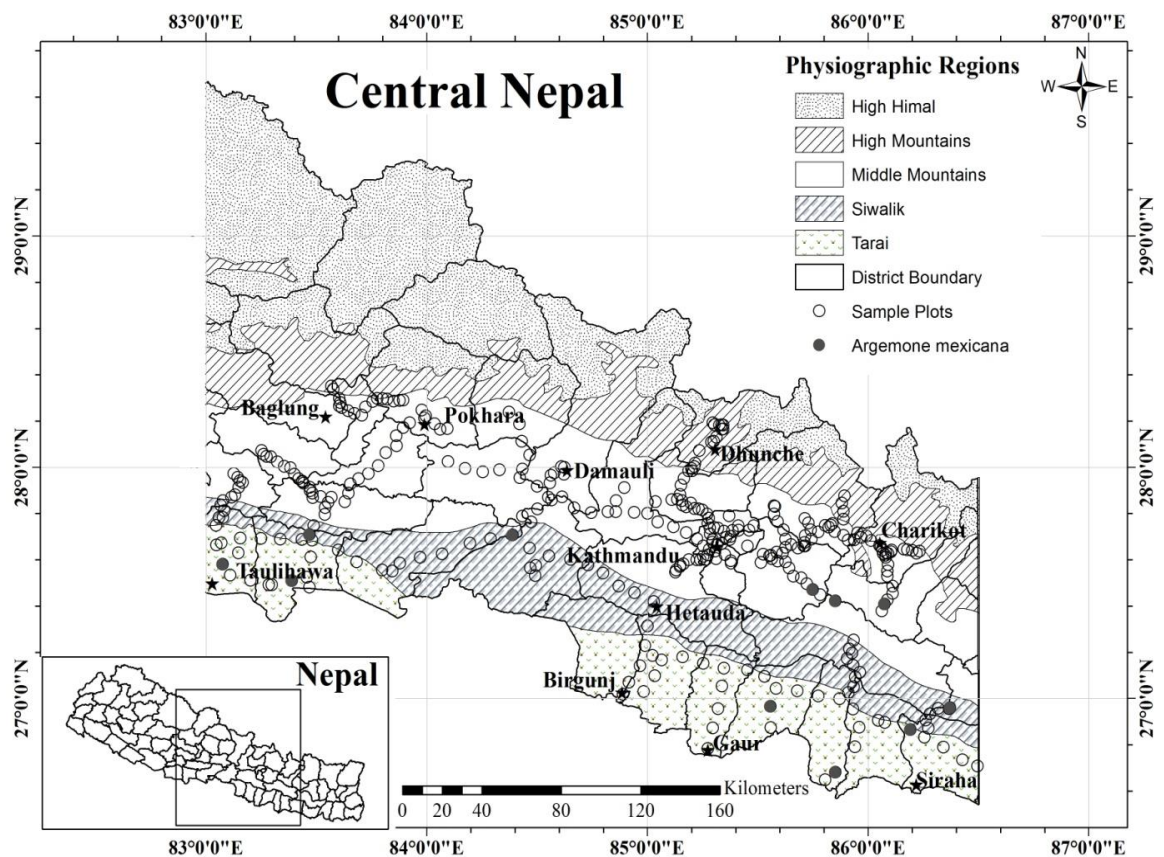 83°0'0"E 84°0'0"E 85°0'0"E 86°0'0"E 87°0'0"E
Central Nepal
Physiographic Regions
High Himal
High Mountains
Middle Mountains
Siwalik
Tarai
District Boundary
Sample Plots
Argemone mexicana
N
W E
S
29°0'0"N 29°0'0"N
28°0'0"N 28°0'0"N
27°0'0"N 27°0'0"N
Baglung
Pokhara
Dhunche
Damauli
Charikot
Kathmandu
Taulihawa
Hetauda
Birgunj
Gaur
Siraha
Nepal
Kilometers
0 10 20 40 80 120 160
83°0'0"E 84°0'0"E 85°0'0"E 86°0'0"E 87°0'0"E